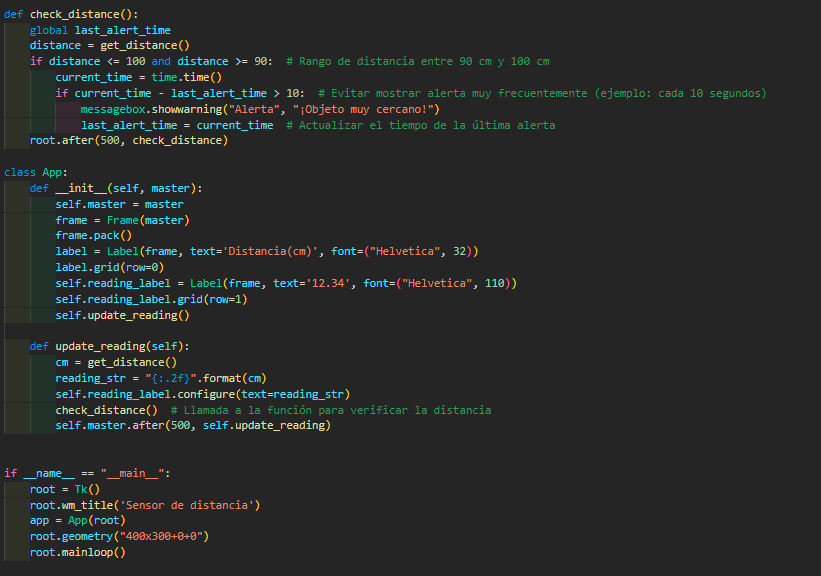 def check_distance():
    global last_alert_time
    distance = get_distance()
    if distance <= 100 and distance >= 90:  # Rango de distancia entre 90 cm y 100 cm
        current_time = time.time()
        if current_time - last_alert_time > 10:  # Evitar mostrar alerta muy frecuentemente (ejemplo: cada 10 segundos)
            messagebox.showwarning("Alerta", "¡Objeto muy cercano!")
            last_alert_time = current_time  # Actualizar el tiempo de la última alerta
    root.after(500, check_distance)

class App:
    def __init__(self, master):
        self.master = master
        frame = Frame(master)
        frame.pack()
        label = Label(frame, text='Distancia(cm)', font=("Helvetica", 32))
        label.grid(row=0)
        self.reading_label = Label(frame, text='12.34', font=("Helvetica", 110))
        self.reading_label.grid(row=1)
        self.update_reading()

    def update_reading(self):
        cm = get_distance()
        reading_str = "{:.2f}".format(cm)
        self.reading_label.configure(text=reading_str)
        check_distance()  # Llamada a la función para verificar la distancia
        self.master.after(500, self.update_reading)


if __name__ == "__main__":
    root = Tk()
    root.wm_title('Sensor de distancia')
    app = App(root)
    root.geometry("400x300+0+0")
    root.mainloop()